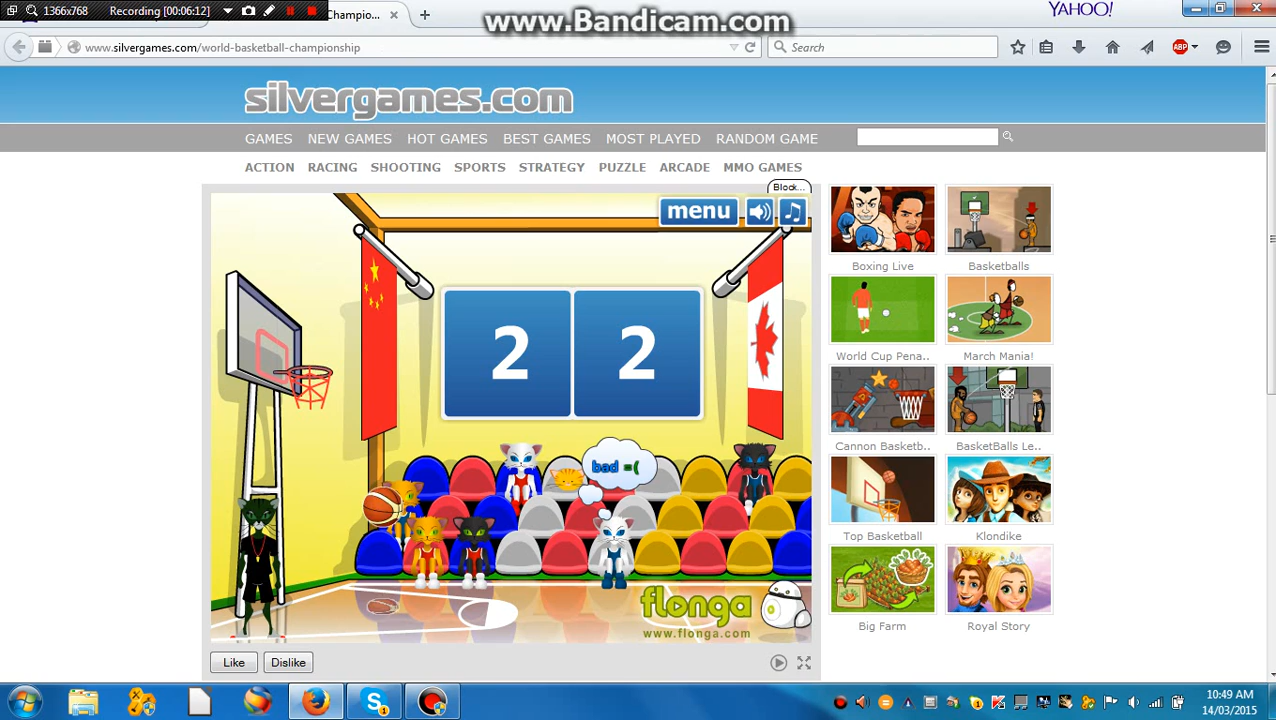 1366x768
Recording [00:06:12]
www.Bandicam.com
YAHOO!
Champio...
www.silvergames.com/world-basketball-championship
Search
ABP
silvergames.com
GAMES NEW GAMES HOT GAMES BEST GAMES MOST PLAYED RANDOM GAME
ACTION RACING SHOOTING SPORTS STRATEGY PUZZLE ARCADE MMO GAMES
Block...
menu
2 2
bad =(
flonga
www.flonga.com
Like Dislike
Boxing Live Basketballs
World Cup Pena.. March Mania!
Cannon Basketb.. BasketBalls Le..
Top Basketball Klondike
Big Farm Royal Story
10:49 AM
14/03/2015